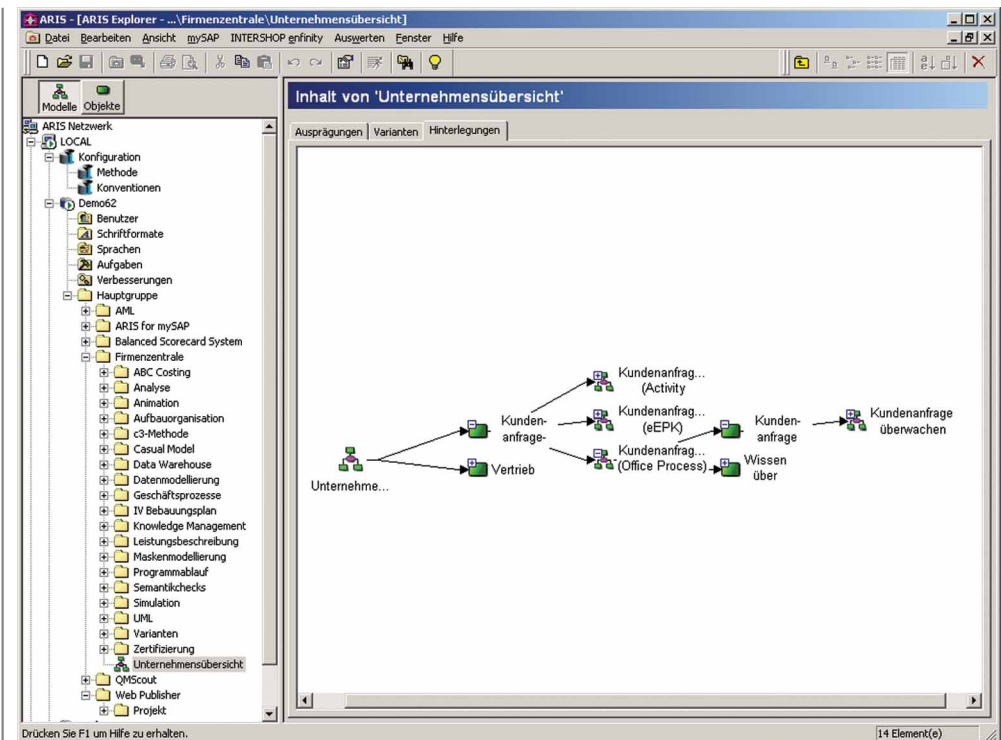 ARIS - [ARIS Explorer - ...\Firmenzentrale\Unternehmensübersicht]
Datei Bearbeiten Ansicht mySAP INTERSHOP enfinity Auswerten Fenster Hilfe
Modelle Objekte
ARIS Netzwerk
LOCAL
Konfiguration
Methode
Konventionen
Demo62
Benutzer
Schriftformate
Sprachen
Aufgaben
Verbesserungen
Hauptgruppe
AML
ARIS for mySAP
Balanced Scorecard System
Firmenzentrale
ABC Costing
Analyse
Animation
Aufbauorganisation
c3-Methode
Casual Model
Data Warehouse
Datenmodellierung
Geschäftsprozesse
IV Bebauungsplan
Knowledge Management
Leistungsbeschreibung
Maskenmodellierung
Programmablauf
Semantikchecks
Simulation
UML
Varianten
Zertifizierung
Unternehmensübersicht
QMScout
Web Publisher
Projekt
Inhalt von 'Unternehmensübersicht'
Ausprägungen Varianten Hinterlegungen
Unternehme...
Kunden-
anfrage-
Vertrieb
Kundenanfrag...
(Activity
Kundenanfrag...
(eEPK)
Kundenanfrag...
(Office Process)
Kunden-
anfrage
Wissen
über
Kundenanfrage
überwachen
Drücken Sie F1 um Hilfe zu erhalten.
14 Element(e)